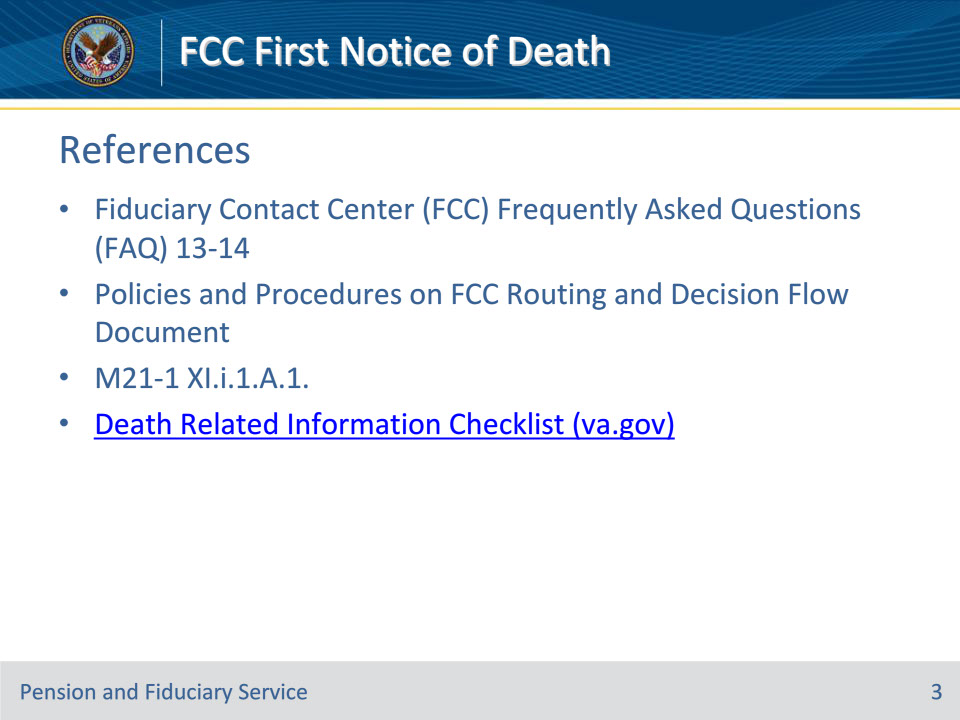 FCC First Notice of Death
References
• Fiduciary Contact Center (FCC) Frequently Asked Questions
(FAQ) 13-14
• Policies and Procedures on FCC Routing and Decision Flow
Document
• M21-1 XI.i.1.A.1.
• Death Related Information Checklist (va.gov)
Pension and Fiduciary Service
3